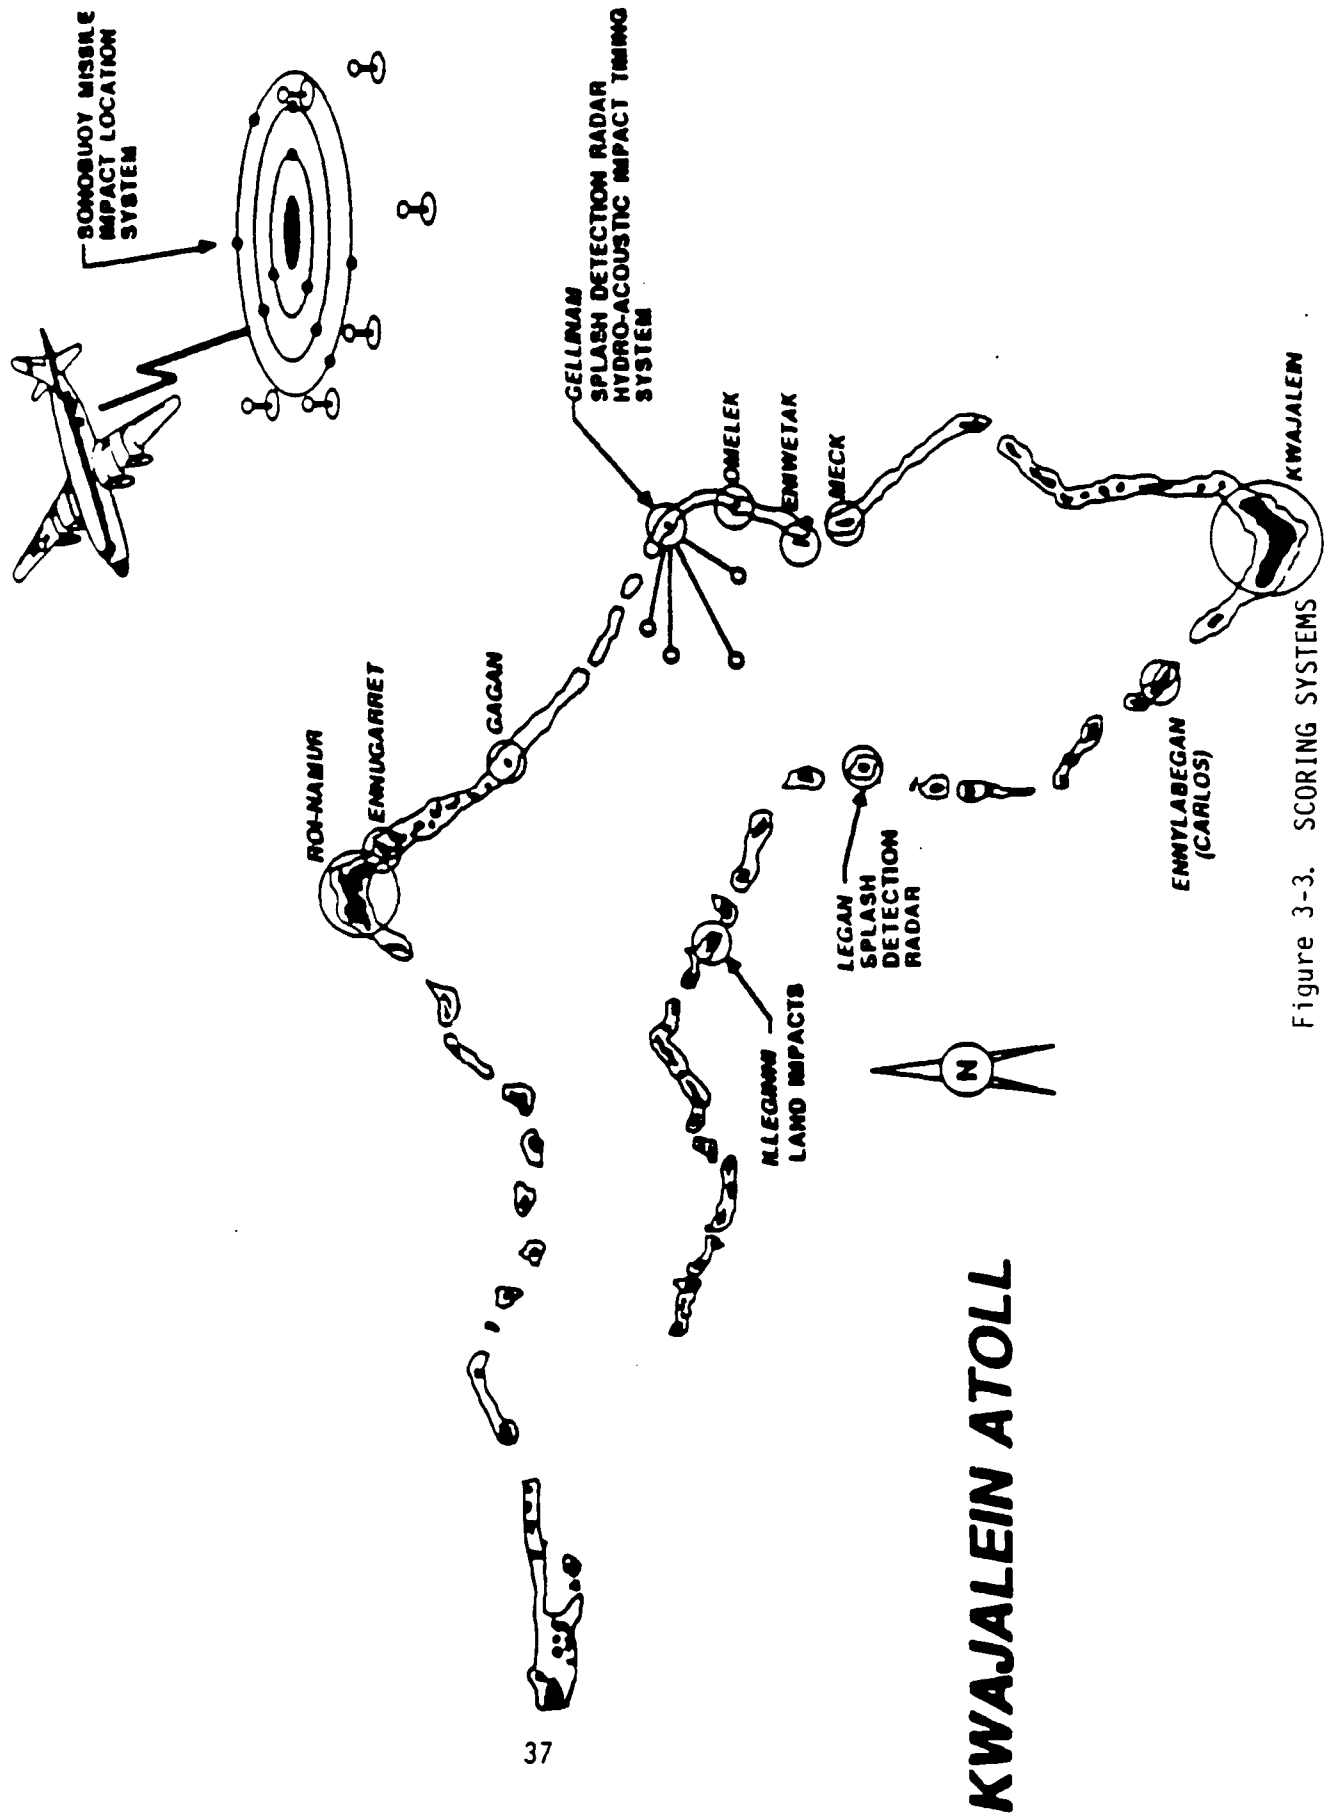 SONOBUOY MISSILE
IMPACT LOCATION
SYSTEM
GELLINAM
SPLASH DETECTION RADAR
HYDRO-ACOUSTIC IMPACT TIMING
SYSTEM
ROI-NAMUR
ENNUGARRET
GAGAN
OMELEK
ENIWETAK
MECK
LEGAN
SPLASH
DETECTION
RADAR
ILLEGINNI
LAND IMPACTS
ENNYLABEGAN
(CARLOS)
KWAJALEIN
N
KWAJALEIN ATOLL
Figure 3-3. SCORING SYSTEMS
37